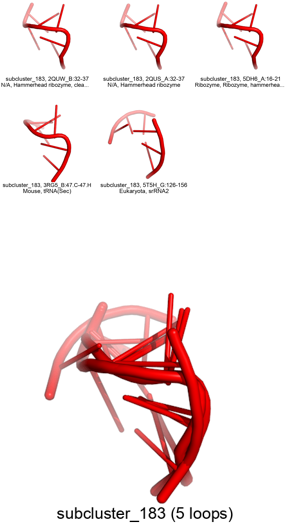 subcluster_183, 2QUW_B:32-37
N/A, Hammerhead ribozyme, clea...
subcluster_183, 2QUS_A:32-37
N/A, Hammerhead ribozyme
subcluster_183, 5DH6_A:16-21
Ribozyme, Ribozyme, hammerhea...
subcluster_183, 3RG5_B:47.C-47.H
Mouse, tRNA(Sec)
subcluster_183, 5T5H_G:126-156
Eukaryota, srRNA2
subcluster_183 (5 loops)